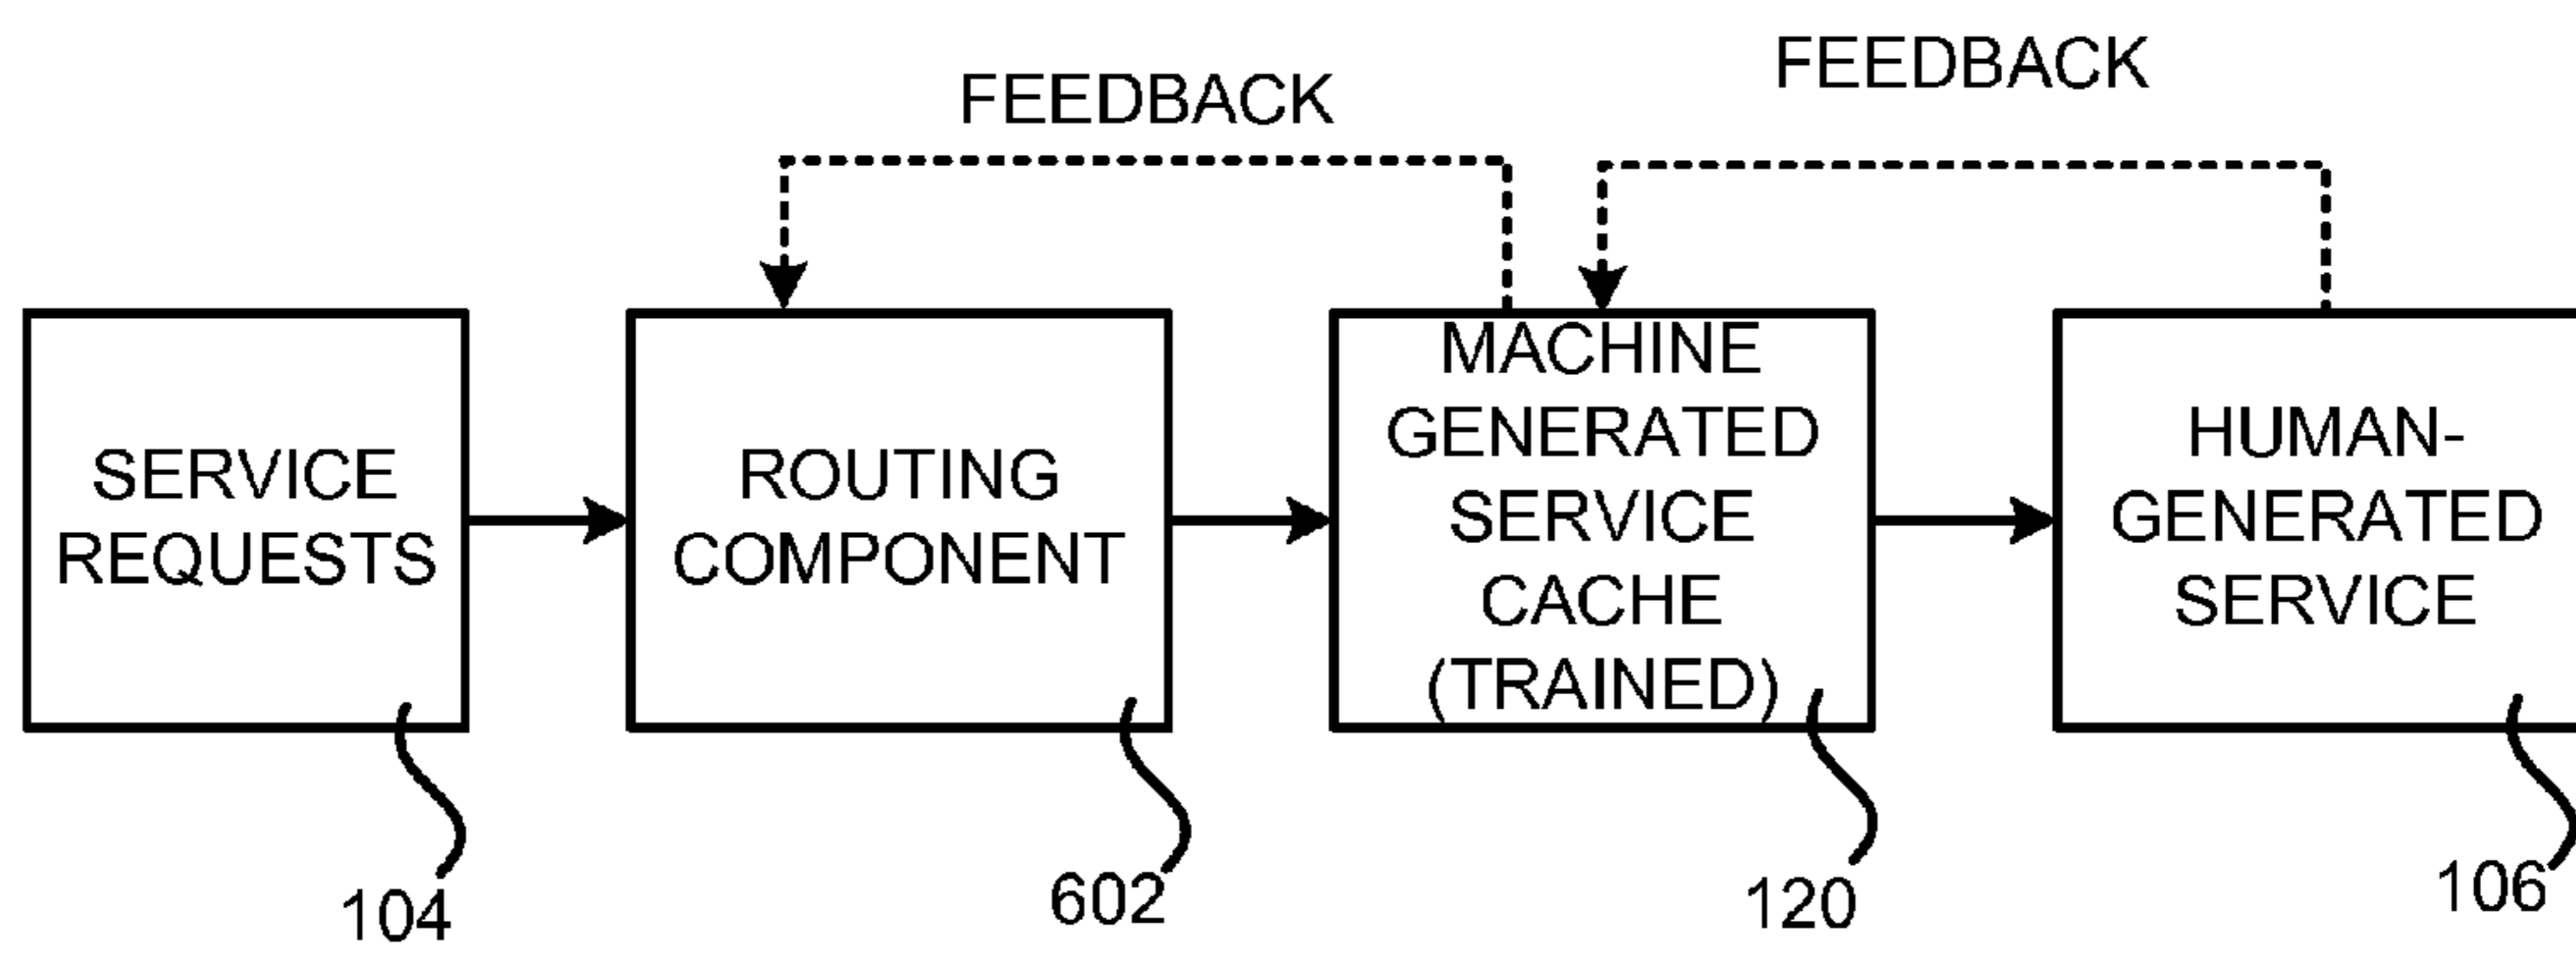 FEEDBACK
FEEDBACK
SERVICE
REQUESTS
ROUTING
COMPONENT
MACHINE
GENERATED
SERVICE
CACHE
(TRAINED)
HUMAN-
GENERATED
SERVICE
104
602
120
106